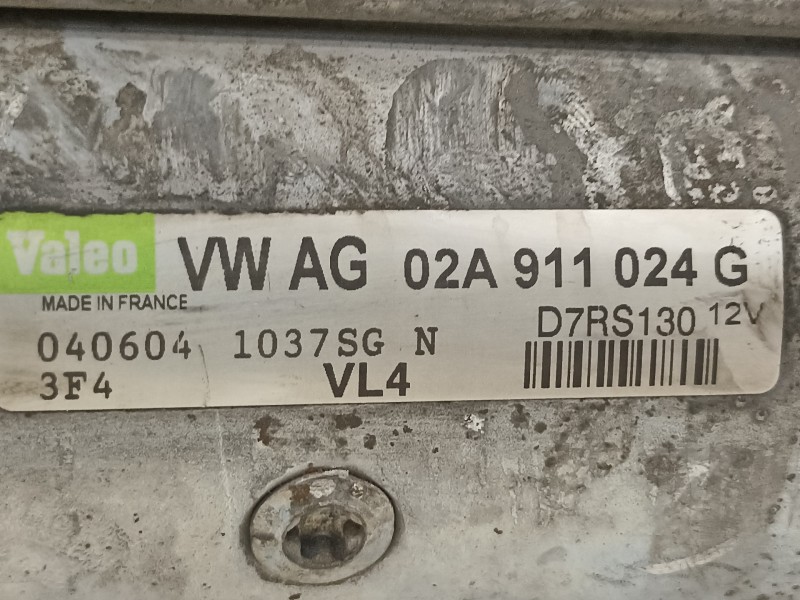 Valeo VW AG 02A 911 024 G
MADE IN FRANCE
D7RS130 12V
040604 1037SG N
3F4 VL4